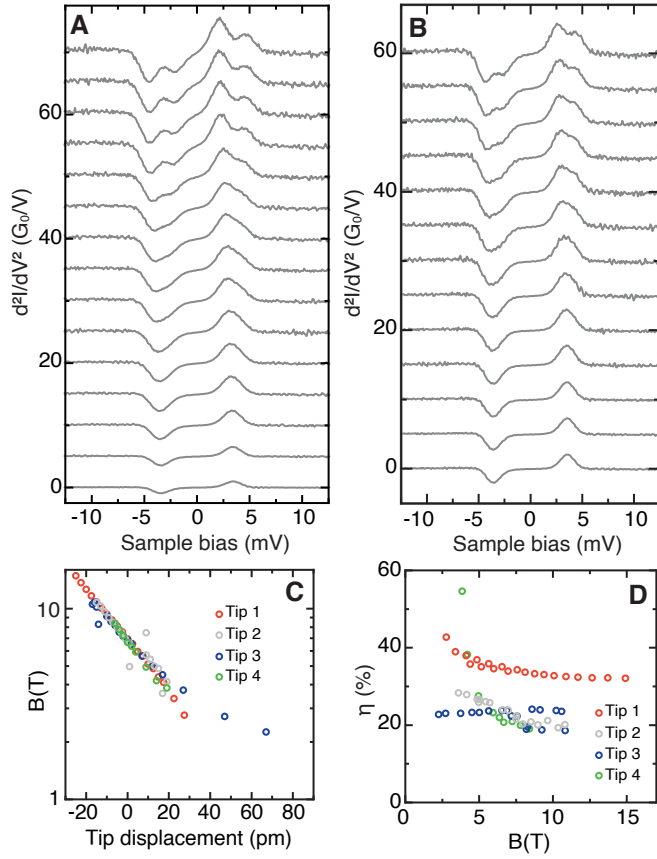 A
d²I/dV² (G₀/V)
60
40
20
0
-10 -5 0 5 10
Sample bias (mV)
B
d²I/dV² (G₀/V)
60
40
20
0
-10 -5 0 5 10
Sample bias (mV)
C
B(T)
10
1
Tip 1
Tip 2
Tip 3
Tip 4
-20 0 20 40 60 80
Tip displacement (pm)
D
η (%)
60
40
20
0
Tip 1
Tip 2
Tip 3
Tip 4
0 5 10 15
B(T)